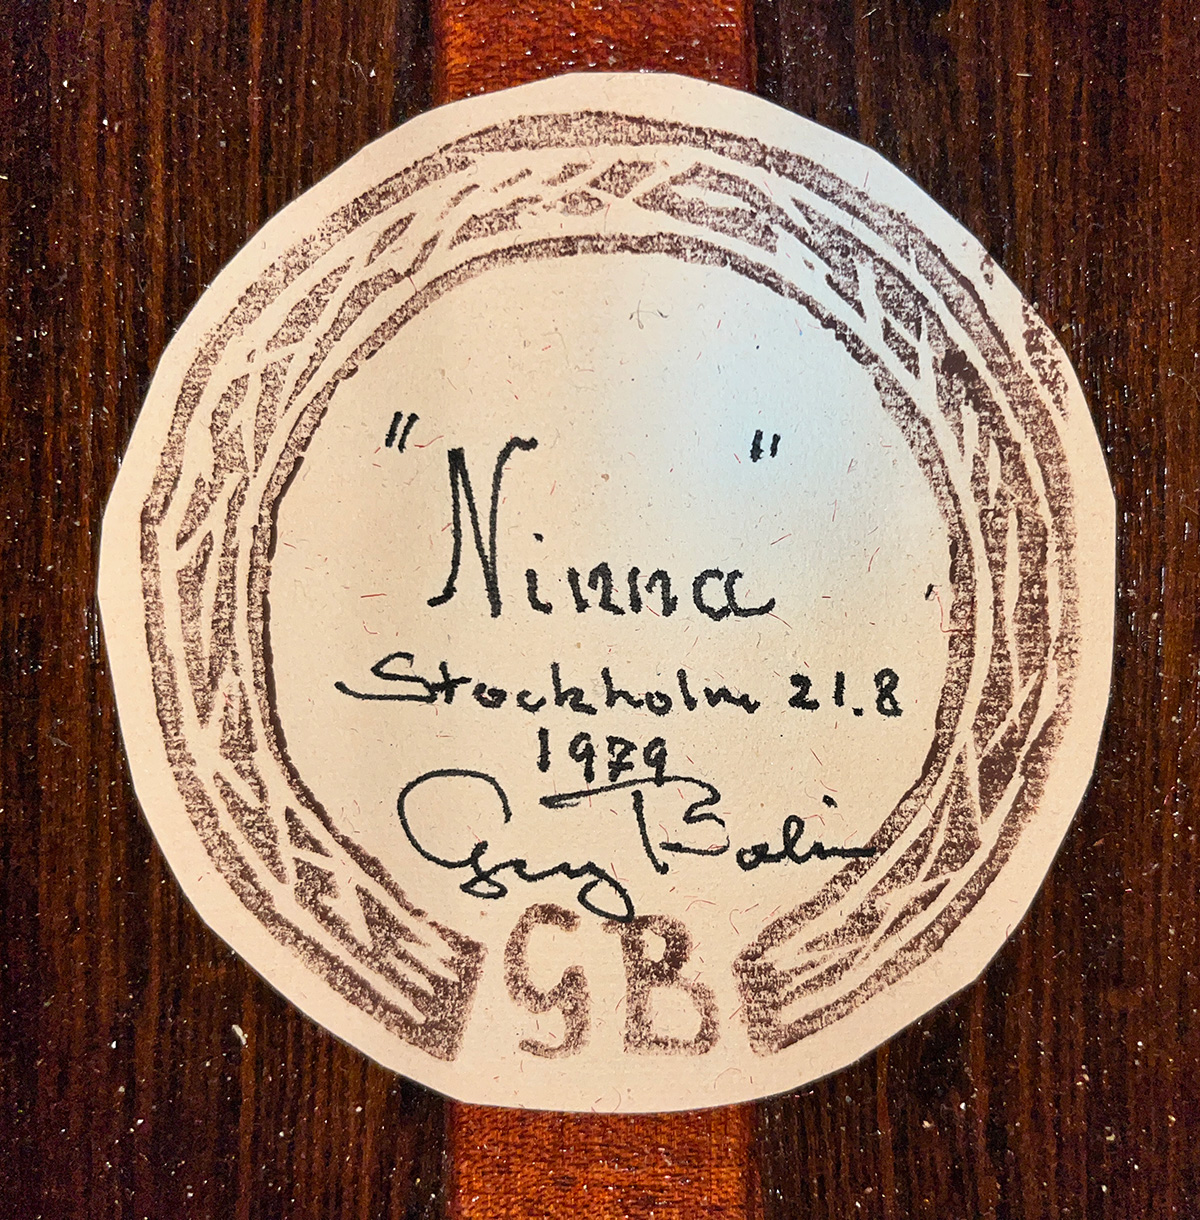 "Ninna"
Stockholm 21.8
1979
Georg Bolin
GB